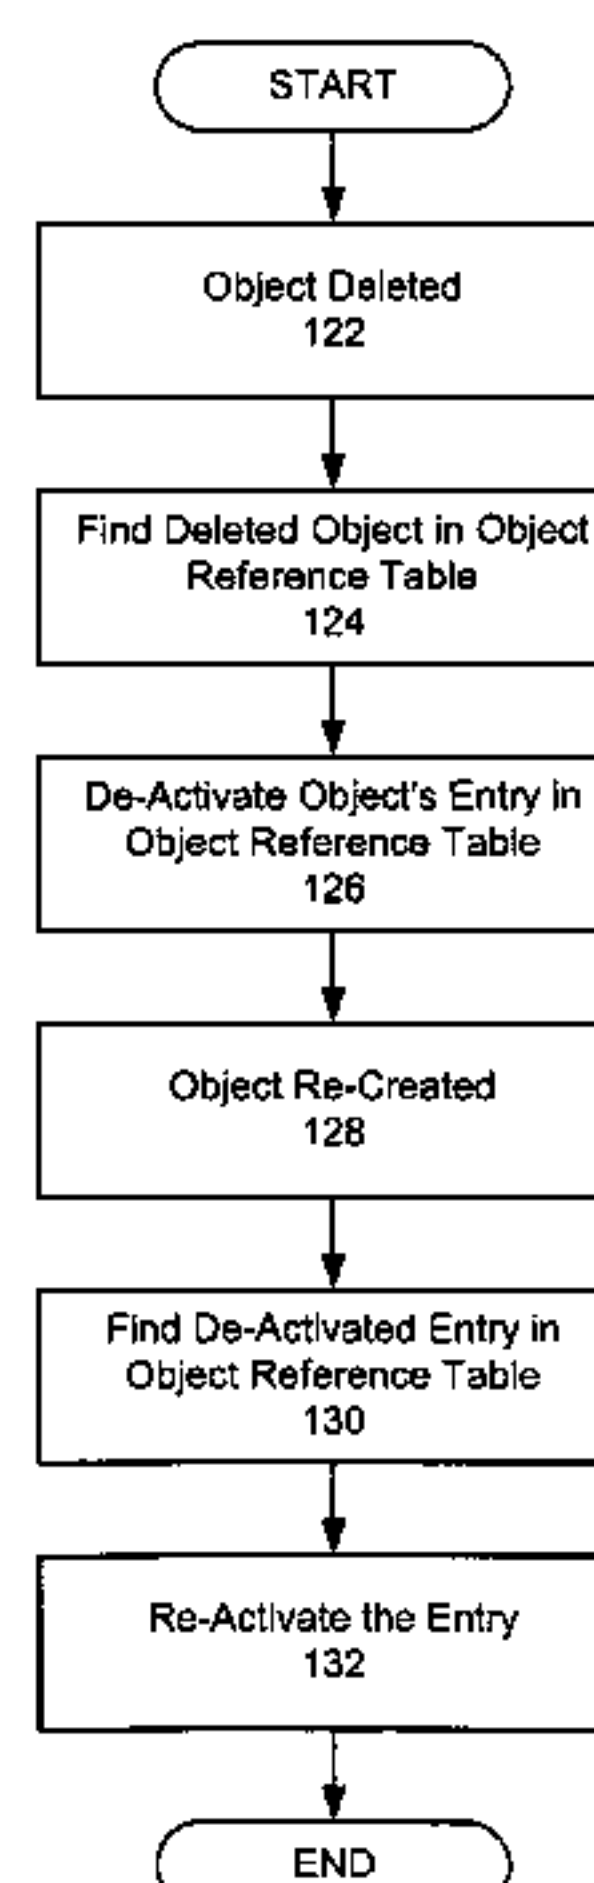 START
Object Deleted
122
Find Deleted Object in Object
Reference Table
124
De-Activate Object's Entry in
Object Reference Table
126
Object Re-Created
128
Find De-Activated Entry in
Object Reference Table
130
Re-Activate the Entry
132
END